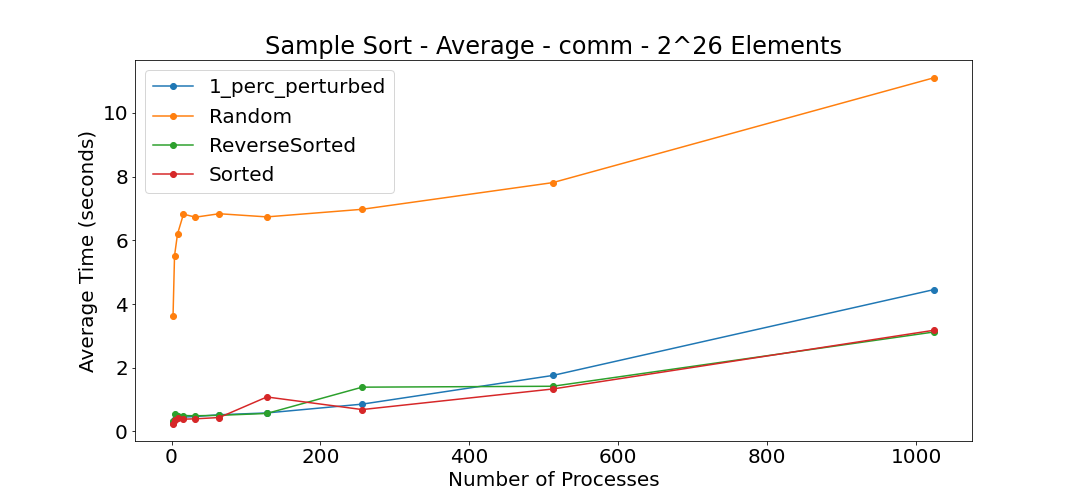 Sample Sort - Average - comm - 2^26 Elements
1_perc_perturbed
Random
ReverseSorted
Sorted
Average Time (seconds)
10
8
6
4
2
0
0 200 400 600 800 1000
Number of Processes